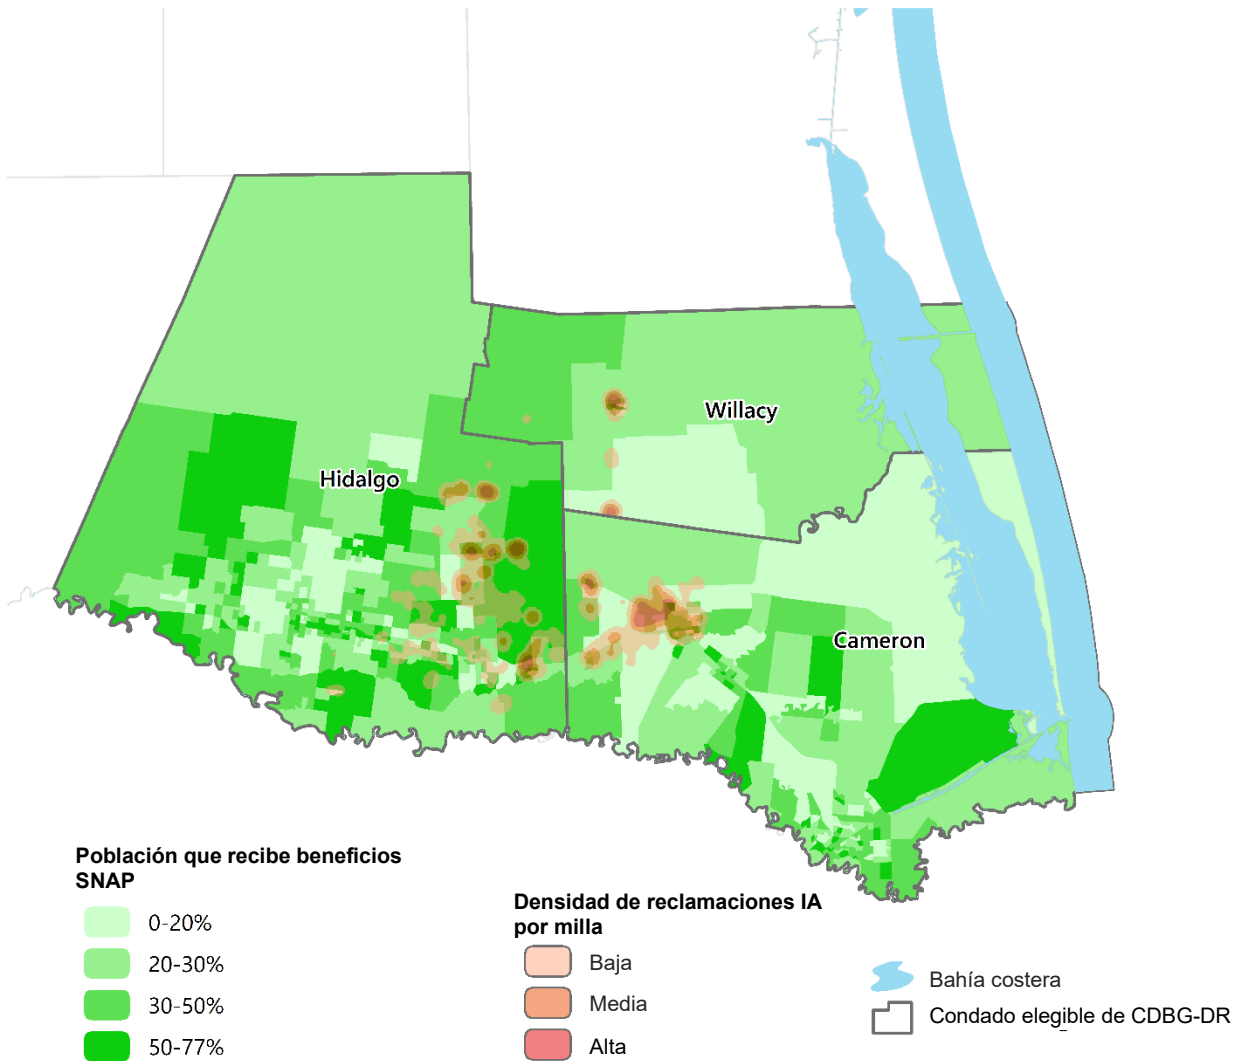 Willacy
Hidalgo
Cameron
Población que recibe beneficios
SNAP
0-20%
20-30%
30-50%
50-77%
Densidad de reclamaciones IA
por milla
Baja
Media
Alta
Bahía costera
Condado elegible de CDBG-DR